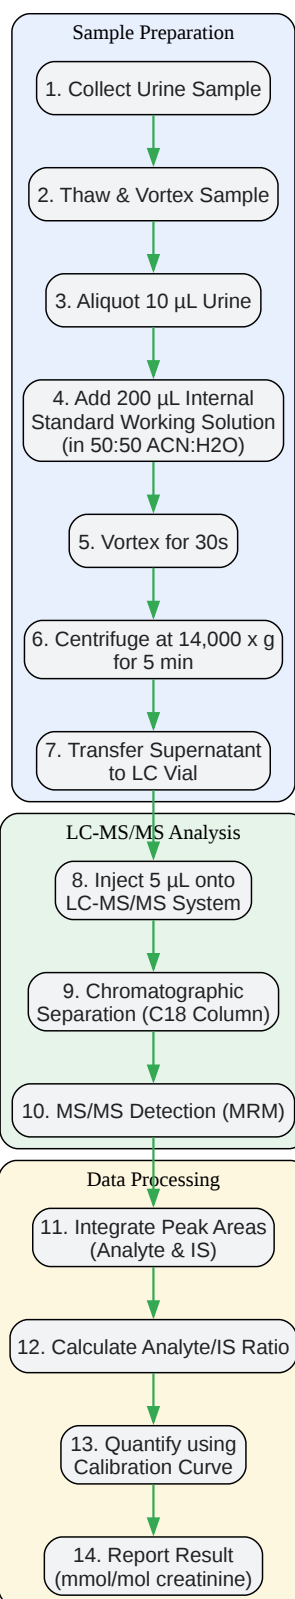 Sample Preparation
1. Collect Urine Sample
2. Thaw & Vortex Sample
3. Aliquot 10 µL Urine
4. Add 200 µL Internal
Standard Working Solution
(in 50:50 ACN:H2O)
5. Vortex for 30s
6. Centrifuge at 14,000 x g
for 5 min
7. Transfer Supernatant
to LC Vial
LC-MS/MS Analysis
8. Inject 5 µL onto
LC-MS/MS System
9. Chromatographic
Separation (C18 Column)
10. MS/MS Detection (MRM)
Data Processing
11. Integrate Peak Areas
(Analyte & IS)
12. Calculate Analyte/IS Ratio
13. Quantify using
Calibration Curve
14. Report Result
(mmol/mol creatinine)